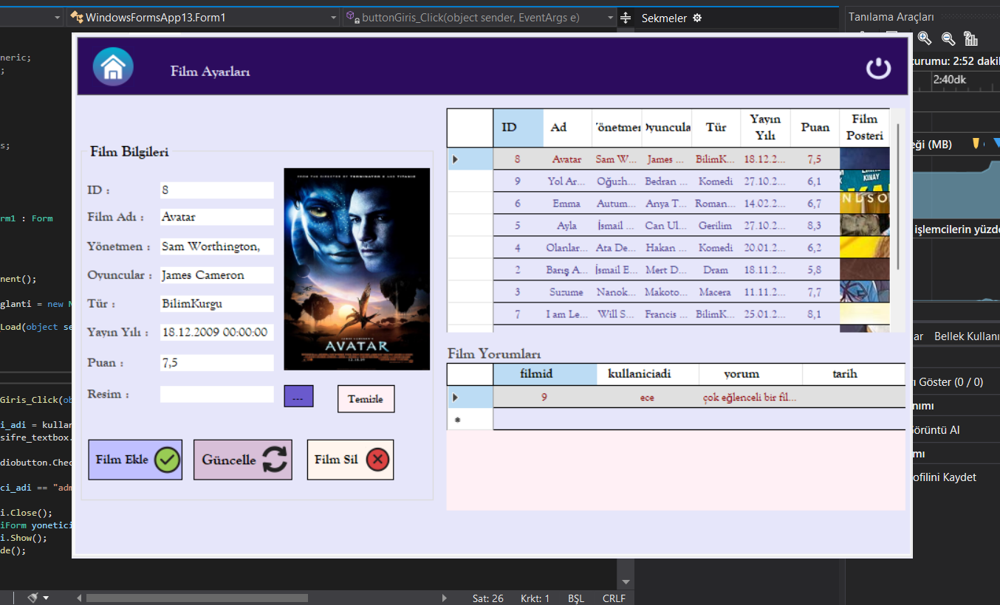 WindowsFormsApp13.Form1
buttonGiris_Click(object sender, EventArgs e)
Sekmeler
Tanılama Araçları
neric;
;
s;
rm1 : Form
nent();
glanti = new
_Load(object se
Giris_Click(ob
i_adi = kullan
sifre_textbox.
diobutton.Chec
ci_adi == "adm
i.Close();
iForm yonetici
i.Show();
de();
Film Ayarları
Film Bilgileri
ID :
8
Film Adı :
Avatar
Yönetmen :
Sam Worthington,
Oyuncular :
James Cameron
Tür :
BilimKurgu
Yayın Yılı :
18.12.2009 00:00:00
Puan :
7,5
Resim :
...
Temizle
Film Ekle
Güncelle
Film Sil
FROM THE DIRECTOR OF TERMINATOR 2 AND TITANIC
AVATAR
12.18.09
ID Ad Yönetmen Oyuncula Tür Yayın Yılı Puan Film Posteri
8 Avatar Sam W... James ... BilimK... 18.12.2... 7,5
9 Yol Ar... Oğuzh... Bedran ... Komedi 27.10.2... 6,1
KINAY
6 Emma Autum... Anya T... Roman... 14.02.2... 6,7
NDSO
5 Ayla İsmail ... Can Ul... Gerilim 27.10.2... 8,3
4 Olanlar... Ata De... Hakan ... Komedi 20.01.2... 6,2
2 Barış A... İsmail E... Mert D... Dram 18.11.2... 5,8
3 Suzume Nanok... Makoto... Macera 11.11.2... 7,7
7 I am Le... Will S... Francis ... BilimK... 25.01.2... 8,1
Film Yorumları
filmid kullaniciadi yorum tarih
9 ece çok eğlenceli bir fil...
urumu: 2:52 dakik
2:40dk
eği (MB)
işlemcilerin yüzde
ar Bellek Kullanı
ı Göster (0 / 0)
nımı
örüntü Al
mı
ofilini Kaydet
Sat: 26 Krkt: 1 BŞL CRLF